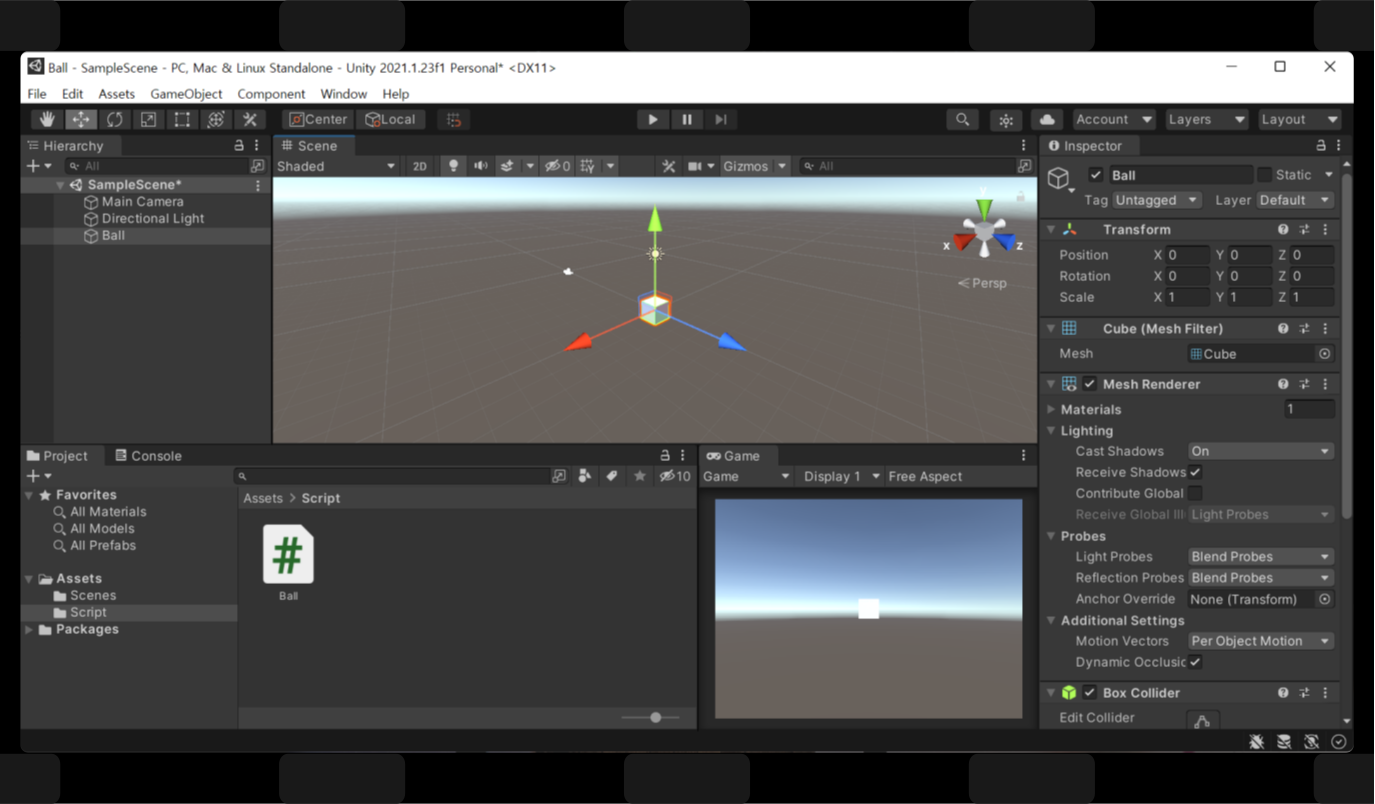 Ball - SampleScene - PC, Mac & Linux Standalone - Unity 2021.1.23f1 Personal* <DX11>
File Edit Assets GameObject Component Window Help
Center Local Account Layers Layout
Hierarchy
All
SampleScene*
Main Camera
Directional Light
Ball
Scene
Shaded 2D 0 Gizmos All
y
x z
Persp
Project Console
10
Favorites
All Materials
All Models
All Prefabs
Assets
Scenes
Script
Packages
Assets > Script
#
Ball
Game
Game Display 1 Free Aspect
Inspector
Ball Static
Tag Untagged Layer Default
Transform
Position X 0 Y 0 Z 0
Rotation X 0 Y 0 Z 0
Scale X 1 Y 1 Z 1
Cube (Mesh Filter)
Mesh Cube
Mesh Renderer
Materials 1
Lighting
Cast Shadows On
Receive Shadows
Contribute Global
Receive Global Ill Light Probes
Probes
Light Probes Blend Probes
Reflection Probes Blend Probes
Anchor Override None (Transform)
Additional Settings
Motion Vectors Per Object Motion
Dynamic Occlusic
Box Collider
Edit Collider